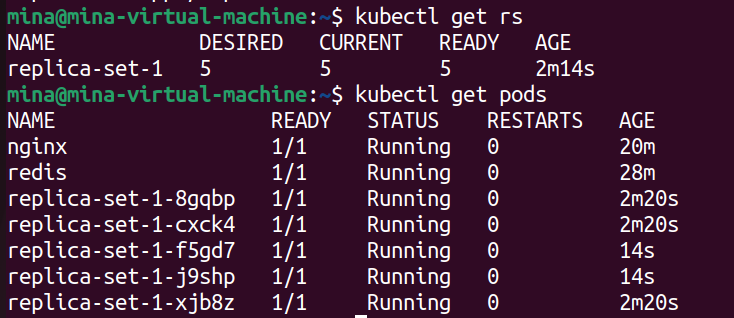 mina@mina-virtual-machine:~$ kubectl get rs
NAME DESIRED CURRENT READY AGE
replica-set-1 5 5 5 2m14s
mina@mina-virtual-machine:~$ kubectl get pods
NAME READY STATUS RESTARTS AGE
nginx 1/1 Running 0 20m
redis 1/1 Running 0 28m
replica-set-1-8gqbp 1/1 Running 0 2m20s
replica-set-1-cxck4 1/1 Running 0 2m20s
replica-set-1-f5gd7 1/1 Running 0 14s
replica-set-1-j9shp 1/1 Running 0 14s
replica-set-1-xjb8z 1/1 Running 0 2m20s